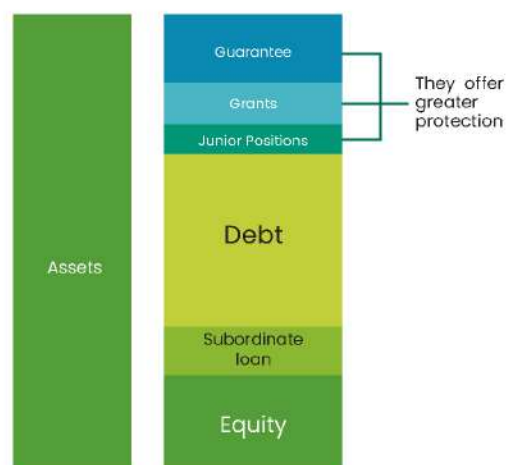 Guarantee
Grants
Junior Positions
They offer
greater
protection
Debt
Assets
Subordinate
loan
Equity